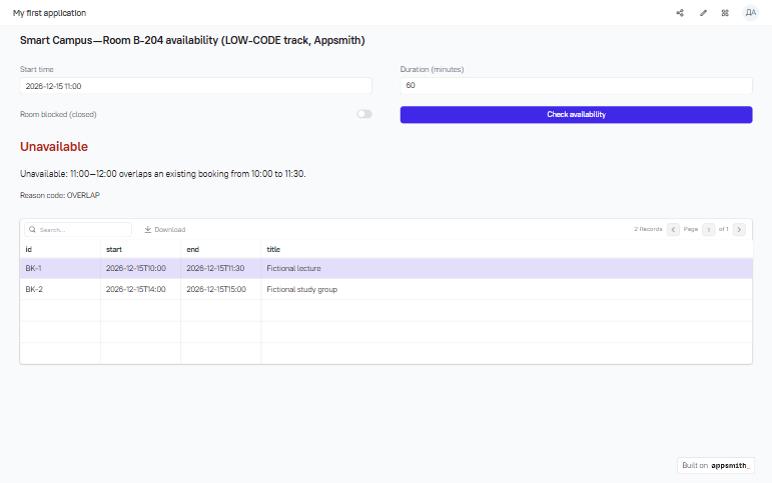 My first application
ДА
Smart Campus—Room B-204 availability (LOW-CODE track, Appsmith)
Start time
2026-12-15 11:00
Duration (minutes)
60
Room blocked (closed)
Check availability
Unavailable
Unavailable: 11:00–12:00 overlaps an existing booking from 10:00 to 11:30.
Reason code: OVERLAP
Search...
Download
2 Records
Page
1
of 1
id start end title
BK-1 2026-12-15T10:00 2026-12-15T11:30 Fictional lecture
BK-2 2026-12-15T14:00 2026-12-15T15:00 Fictional study group
Built on appsmith_